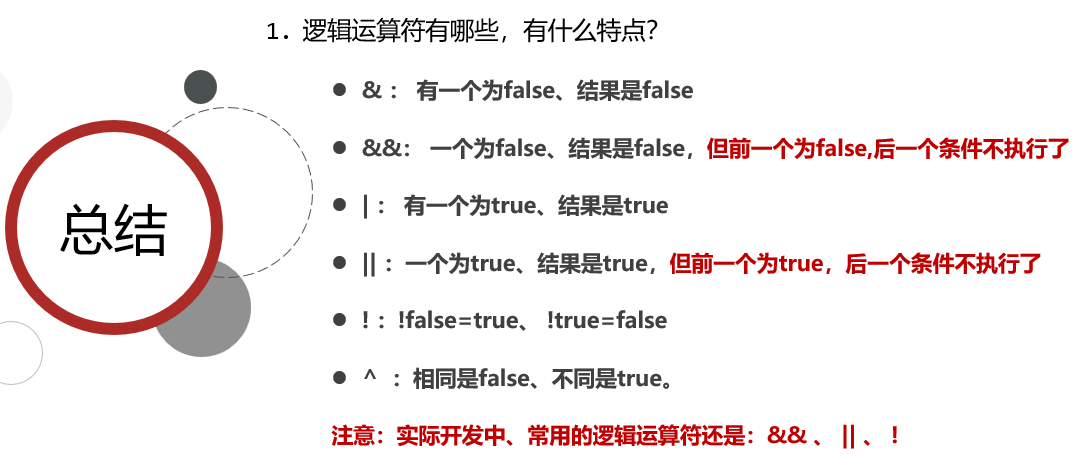 1. 逻辑运算符有哪些，有什么特点？
● &： 有一个为false、结果是false
● &&： 一个为false、结果是false，但前一个为false,后一个条件不执行了
● |： 有一个为true、结果是true
● ||：一个为true、结果是true，但前一个为true，后一个条件不执行了
● !：!false=true、 !true=false
● ^ ：相同是false、不同是true。
注意：实际开发中、常用的逻辑运算符还是：&& 、 || 、 !
总结